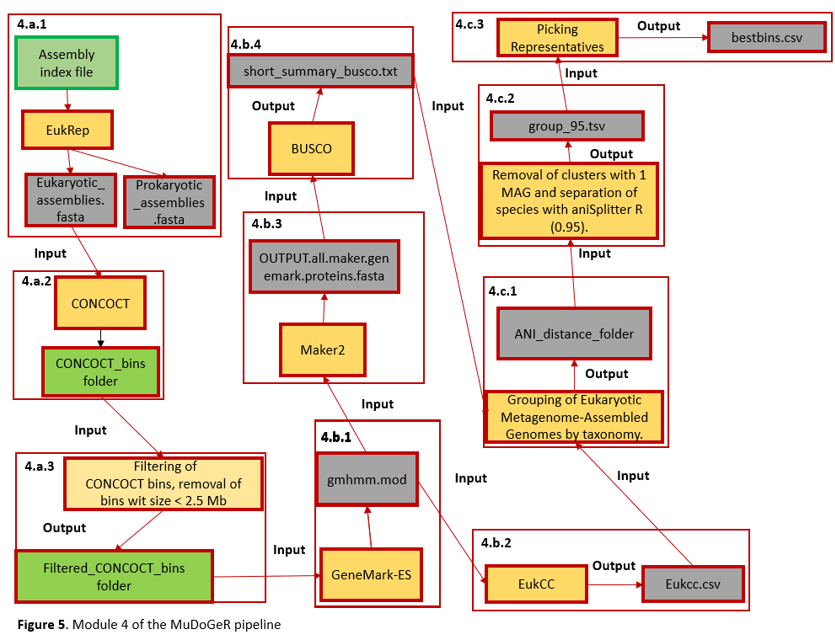 4.a.1
Assembly
index file
EukRep
Eukaryotic_
assemblies.
fasta
Prokaryotic
_assemblies
.fasta
Input
4.a.2
CONCOCT
CONCOCT_bins
folder
Input
4.a.3
Filtering of
CONCOCT bins, removal of
bins wit size < 2.5 Mb
Output
Filtered_CONCOCT_bins
folder
Input
4.b.1
gmhmm.mod
GeneMark-ES
Input
Input
4.b.2
EukCC
Output
Eukcc.csv
Input
4.b.3
OUTPUT.all.maker.gen
emark.proteins.fasta
Maker2
Input
4.b.4
short_summary_busco.txt
Output
BUSCO
Input
4.c.1
ANI_distance_folder
Output
Grouping of Eukaryotic
Metagenome-Assembled
Genomes by taxonomy.
Input
4.c.2
group_95.tsv
Output
Removal of clusters with 1
MAG and separation of
species with aniSplitter R
(0.95).
Input
4.c.3
Picking
Representatives
Output
bestbins.csv
Figure 5. Module 4 of the MuDoGeR pipeline